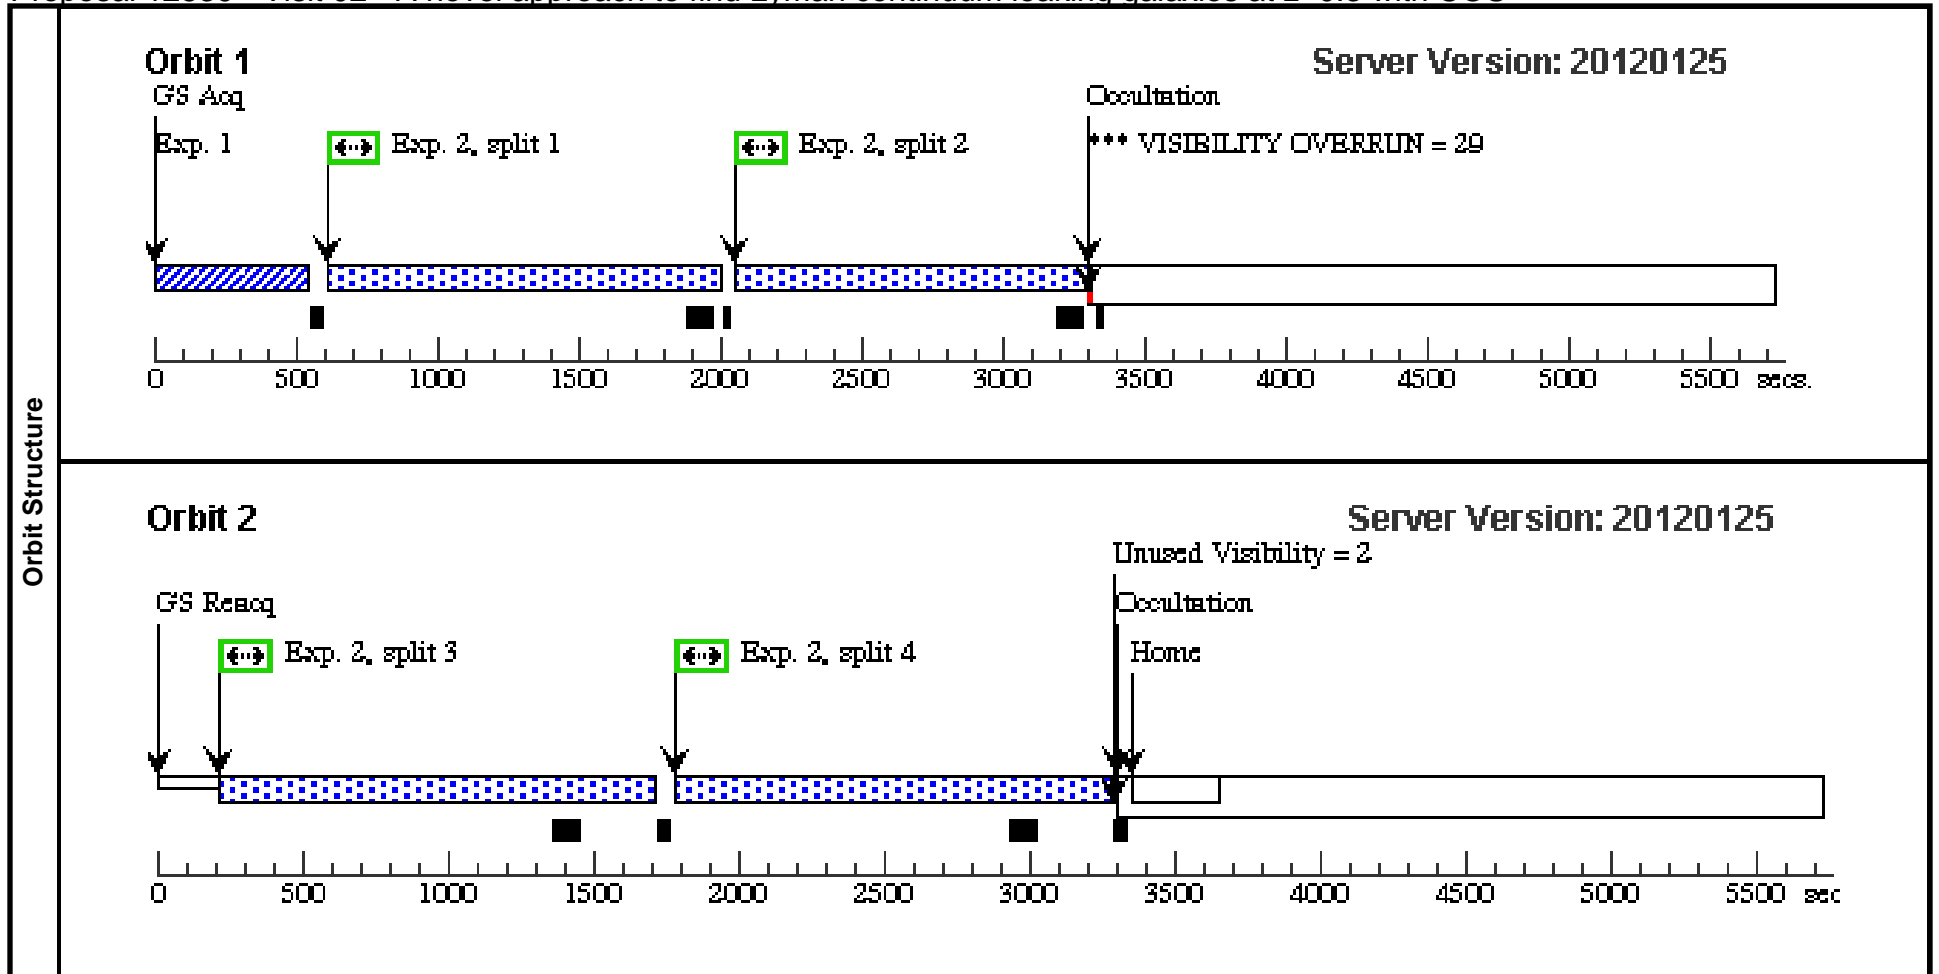 Orbit Structure
Orbit 1
Server Version: 20120125
GS Acq
Occultation
Exp. 1
Exp. 2, split 1
Exp. 2, split 2
*** VISIBILITY OVERRUN = 29
0 500 1000 1500 2000 2500 3000 3500 4000 4500 5000 5500 secs.
Orbit 2
Server Version: 20120125
Unused Visibility = 2
GS Reacq
Occultation
Exp. 2, split 3
Exp. 2, split 4
Home
0 500 1000 1500 2000 2500 3000 3500 4000 4500 5000 5500 sec